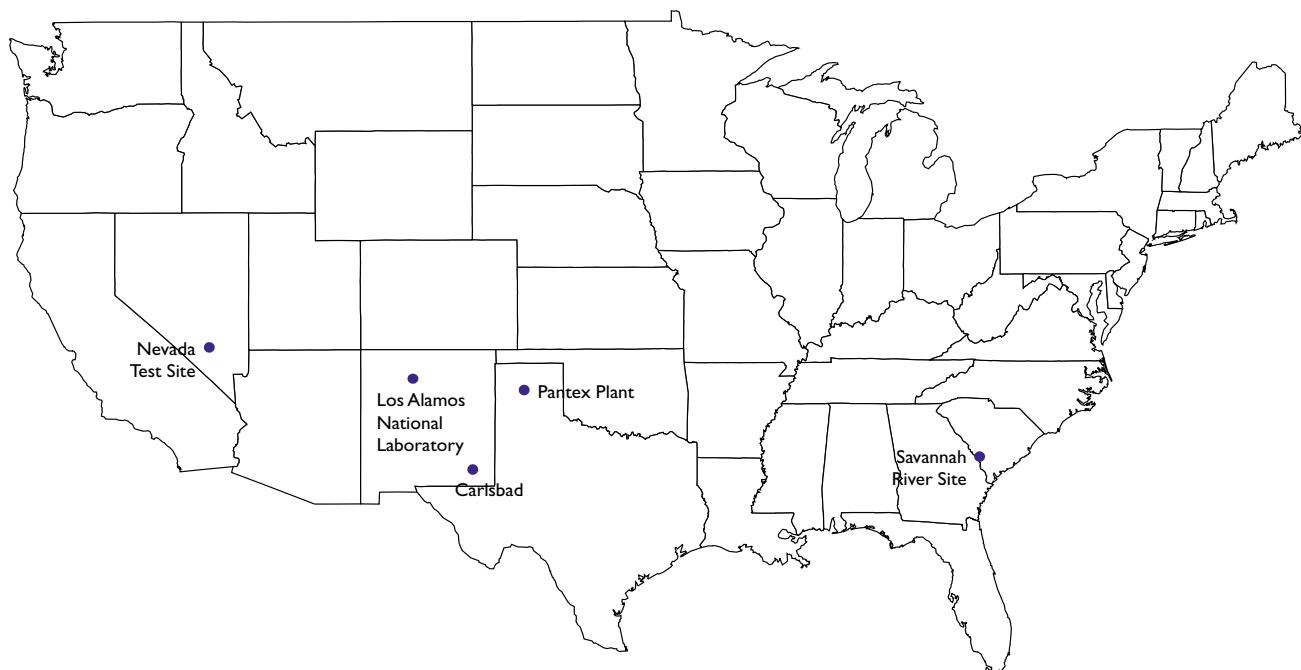 Nevada
Test Site
Los Alamos
National
Laboratory
Pantex Plant
Carlsbad
Savannah
River Site